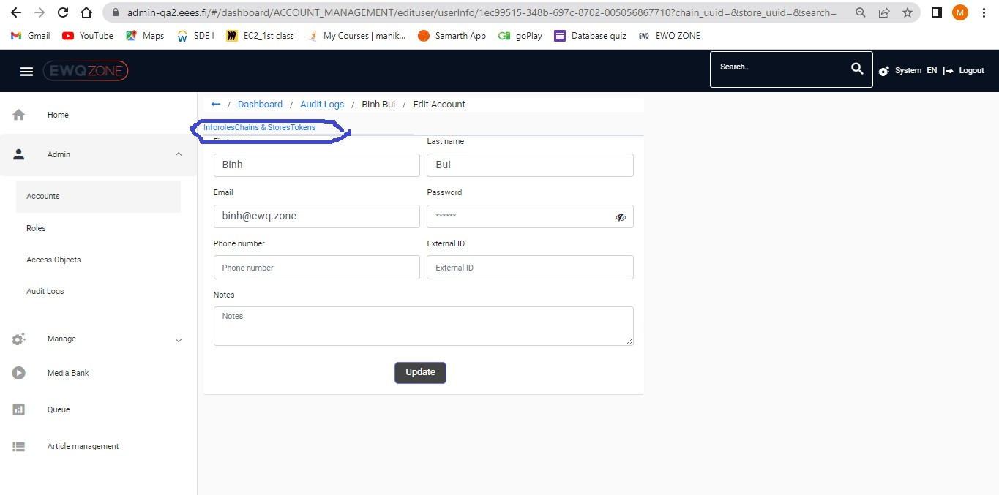 admin-qa2.eees.fi/#/dashboard/ACCOUNT_MANAGEMENT/edituser/userInfo/1ec99515-348b-697c-8702-005056867710?chain_uuid=&store_uuid=&search=
M
Gmail YouTube Maps SDE I EC2_1st class My Courses | manik... Samarth App goPlay Database quiz EWQ EWQ ZONE
EWQZONE Search.. System EN Logout
← / Dashboard / Audit Logs / Binh Bui / Edit Account
InforolesChains & StoresTokens
Home
Admin
Accounts
Roles
Access Objects
Audit Logs
Manage
Media Bank
Queue
Article management
First name Last name
Binh Bui
Email Password
binh@ewq.zone ******
Phone number External ID
Phone number External ID
Notes
Notes
Update